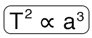 T² ∝ a³